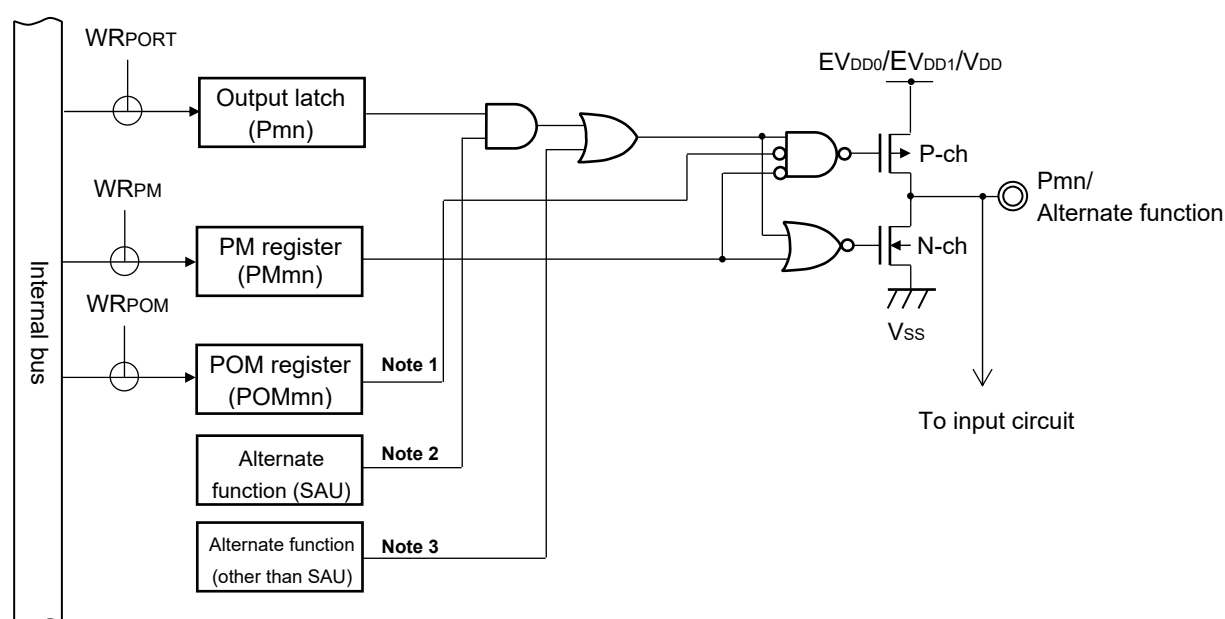 WRPORT
Output latch
(Pmn)
EVDD0/EVDD1/VDD
P-ch
Pmn/
Alternate function
WRPM
PM register
(PMmn)
N-ch
VSS
Internal bus
WRPOM
POM register
(POMmn)
Note 1
To input circuit
Alternate
function (SAU)
Note 2
Alternate function
(other than SAU)
Note 3